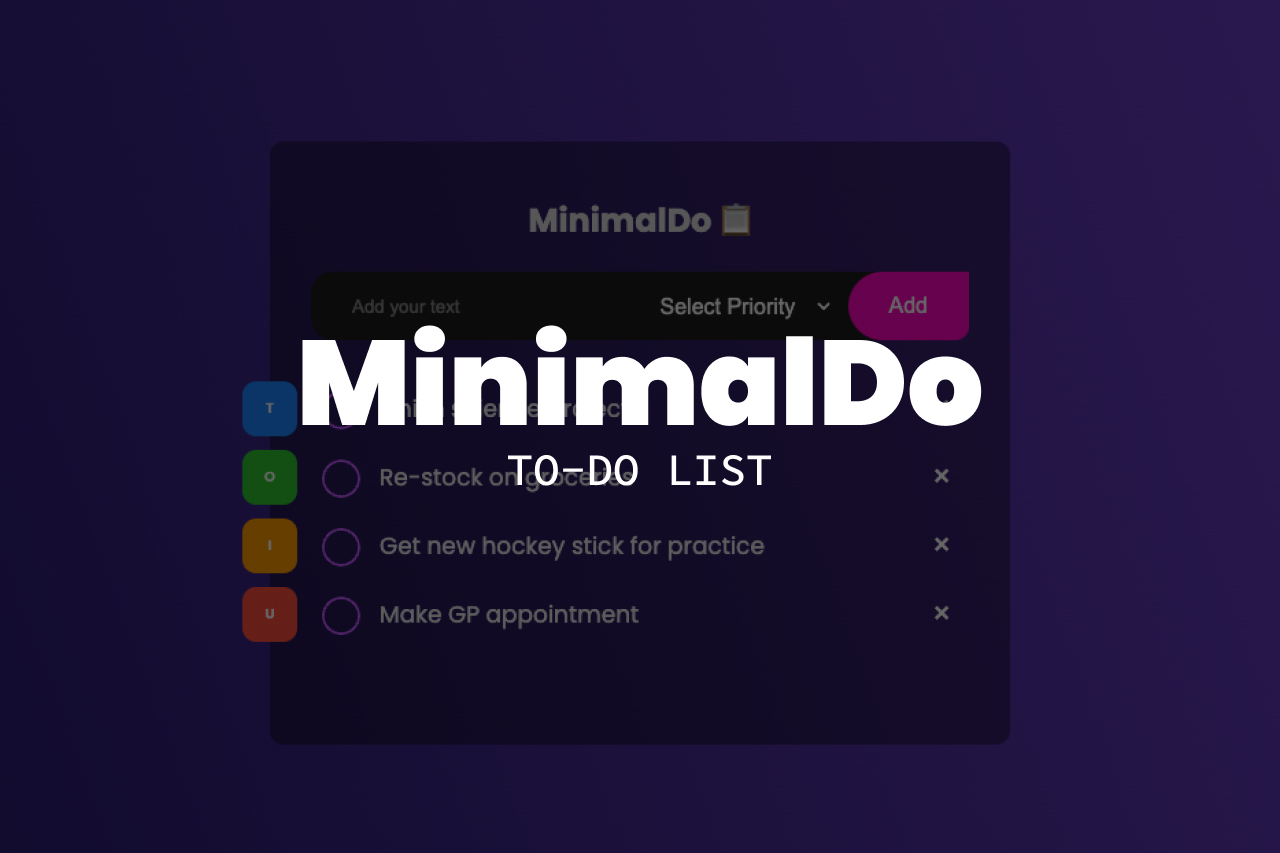 MinimalDo 📋
Add your text
Select Priority
Add
MinimalDo
T
TO-DO LIST
O Re-stock on groceries ×
I Get new hockey stick for practice ×
U Make GP appointment ×